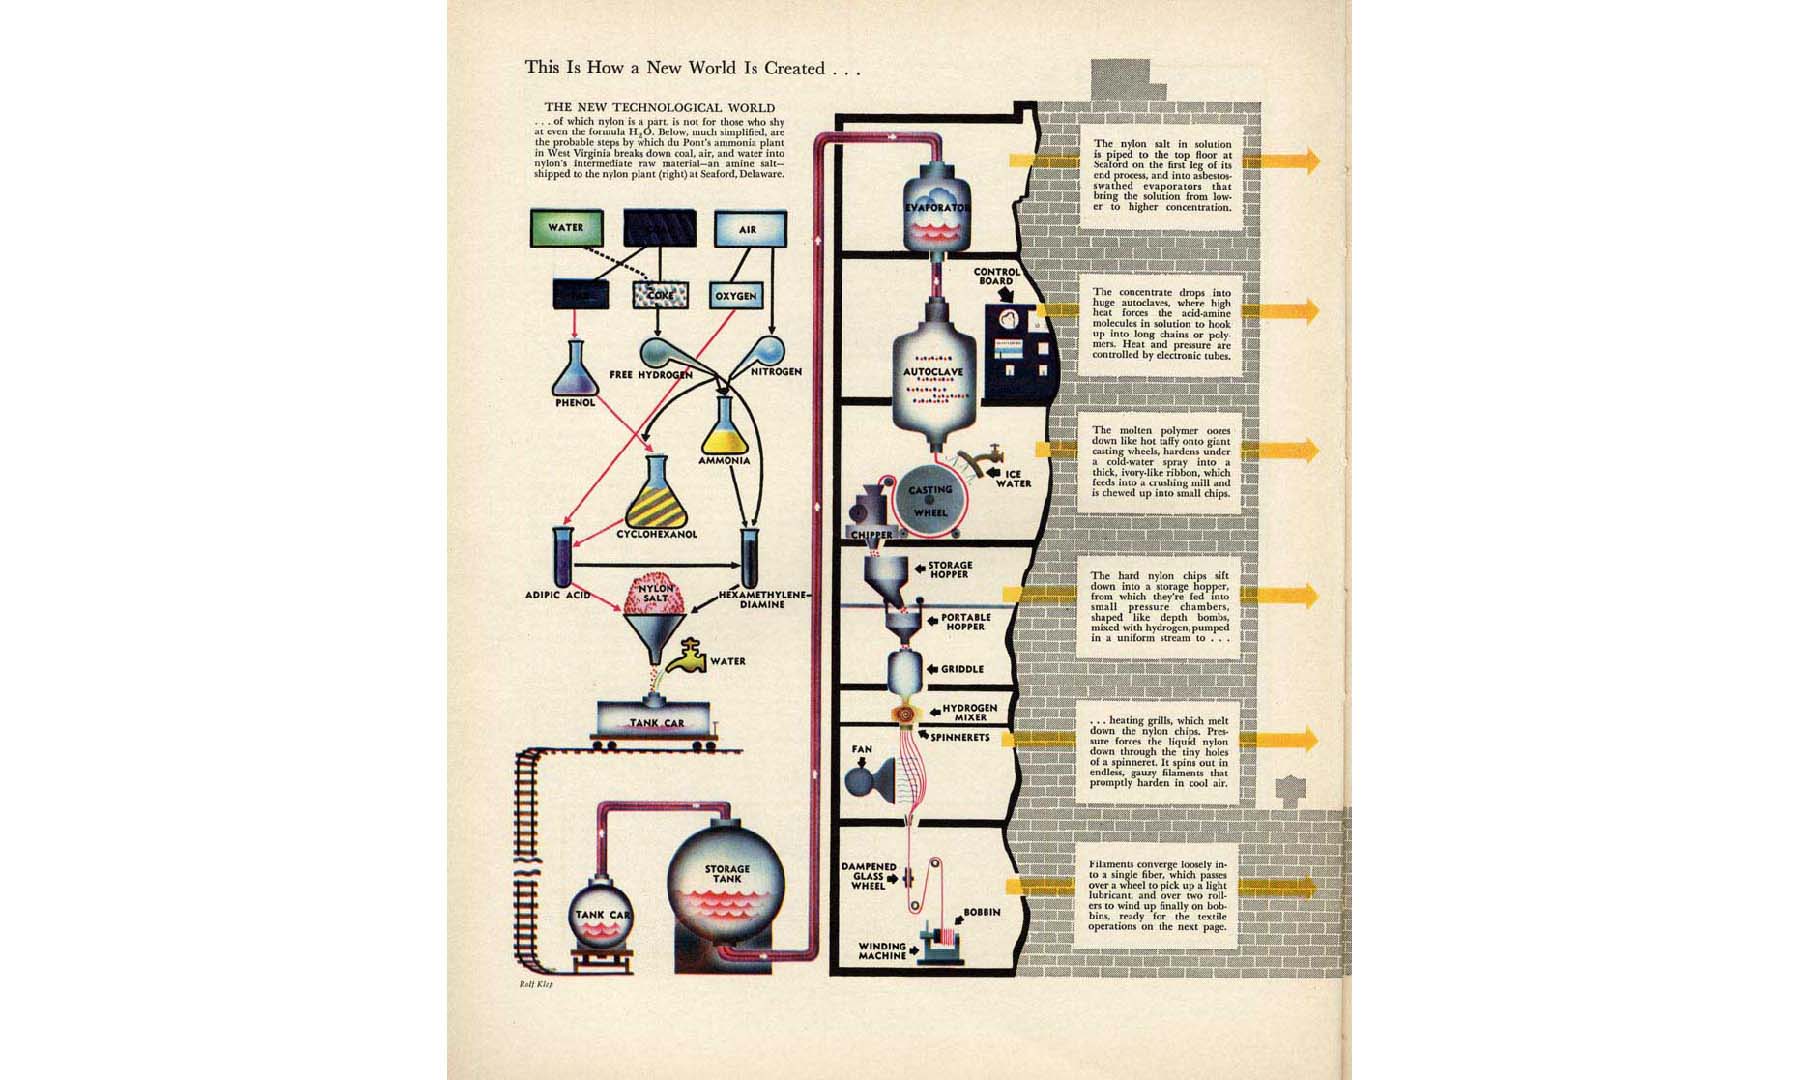 This Is How a New World Is Created . . .
THE NEW TECHNOLOGICAL WORLD
. . . of which nylon is a part is not for those who shy
at even the formula H₂O. Below, much simplified, are
the probable steps by which du Pont's ammonia plant
in West Virginia breaks down coal, air, and water into
nylon's intermediate raw material—an amine salt—
shipped to the nylon plant (right) at Seaford, Delaware.
WATER
AIR
COKE
OXYGEN
FREE HYDROGEN
NITROGEN
PHENOL
AMMONIA
CYCLOHEXANOL
ADIPIC ACID
NYLON
SALT
HEXAMETHYLENE-
DIAMINE
WATER
TANK CAR
TANK CAR
STORAGE
TANK
Rolf Klep
EVAPORATOR
CONTROL
BOARD
AUTOCLAVE
ICE
WATER
CASTING
WHEEL
CHIPPER
STORAGE
HOPPER
PORTABLE
HOPPER
GRIDDLE
HYDROGEN
MIXER
SPINNERETS
FAN
DAMPENED
GLASS
WHEEL
BOBBIN
WINDING
MACHINE
The nylon salt in solution
is piped to the top floor at
Seaford on the first leg of its
end process, and into asbestos-
swathed evaporators that
bring the solution from low-
er to higher concentration.
The concentrate drops into
huge autoclaves, where high
heat forces the acid-amine
molecules in solution to hook
up into long chains or poly-
mers. Heat and pressure are
controlled by electronic tubes.
The molten polymer oozes
down like hot taffy onto giant
casting wheels, hardens under
a cold-water spray into a
thick, ivory-like ribbon, which
feeds into a crushing mill and
is chewed up into small chips.
The hard nylon chips sift
down into a storage hopper,
from which they're fed into
small pressure chambers,
shaped like depth bombs,
mixed with hydrogen, pumped
in a uniform stream to . . .
. . . heating grills, which melt
down the nylon chips. Pres-
sure forces the liquid nylon
down through the tiny holes
of a spinneret. It spins out in
endless, gauzy filaments that
promptly harden in cool air.
Filaments converge loosely in-
to a single fiber, which passes
over a wheel to pick up a light
lubricant and over two roll-
ers to wind up finally on bob-
bins, ready for the textile
operations on the next page.